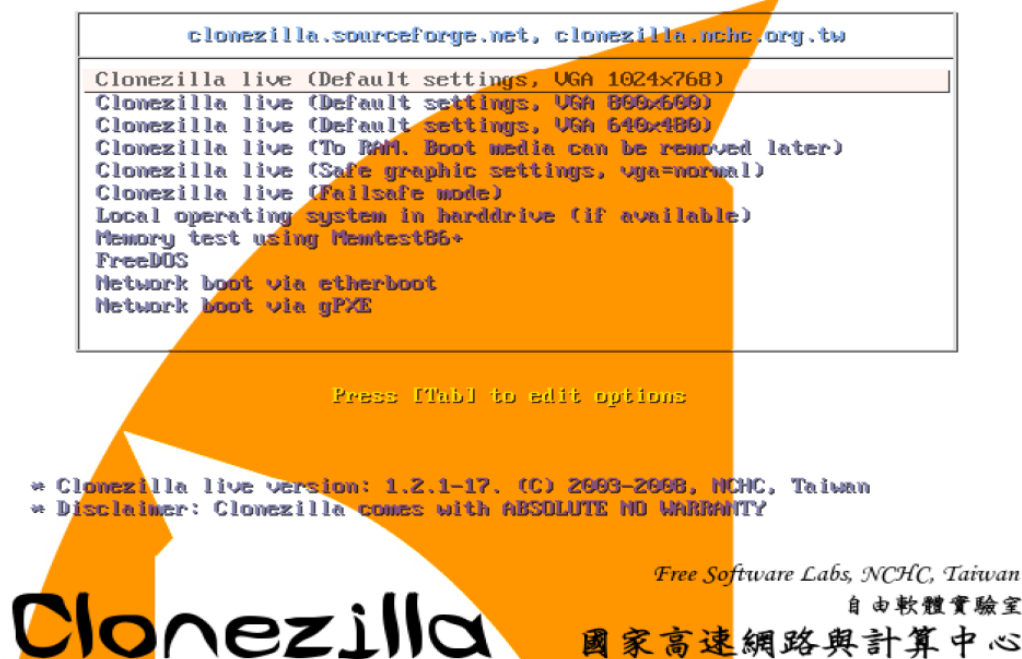 clonezilla.sourceforge.net, clonezilla.nchc.org.tw
Clonezilla live (Default settings, VGA 1024x768)
Clonezilla live (Default settings, VGA 800x600)
Clonezilla live (Default settings, VGA 640x480)
Clonezilla live (To RAM. Boot media can be removed later)
Clonezilla live (Safe graphic settings, vga=normal)
Clonezilla live (Failsafe mode)
Local operating system in harddrive (if available)
Memory test using Memtest86+
FreeDOS
Network boot via etherboot
Network boot via gPXE
Press [Tab] to edit options
* Clonezilla live version: 1.2.1-17. (C) 2003-2008, NCHC, Taiwan
* Disclaimer: Clonezilla comes with ABSOLUTE NO WARRANTY
Free Software Labs, NCHC, Taiwan
自由軟體實驗室
Clonezilla
國家高速網路與計算中心